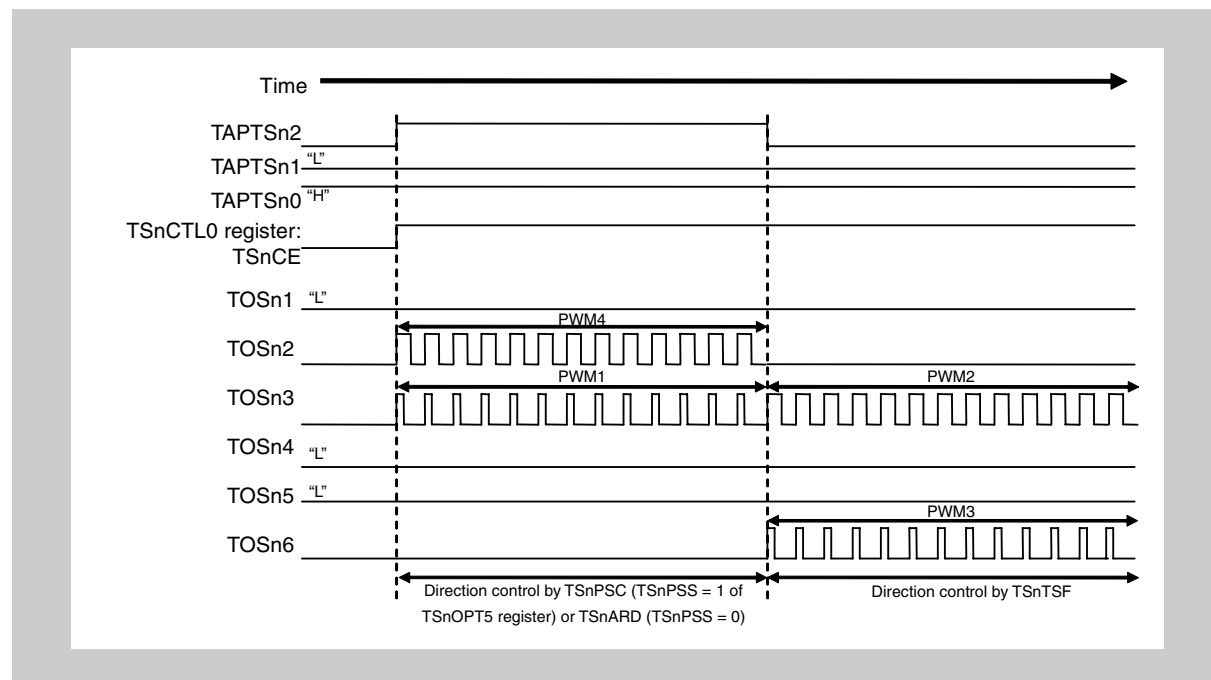 Time
TAPTSn2
TAPTSn1 “L”
TAPTSn0 “H”
TSnCTL0 register:
TSnCE
TOSn1 “L”
PWM4
TOSn2
PWM1 PWM2
TOSn3
TOSn4 “L”
TOSn5 “L”
PWM3
TOSn6
Direction control by TSnPSC (TSnPSS = 1 of
TSnOPT5 register) or TSnARD (TSnPSS = 0)
Direction control by TSnTSF